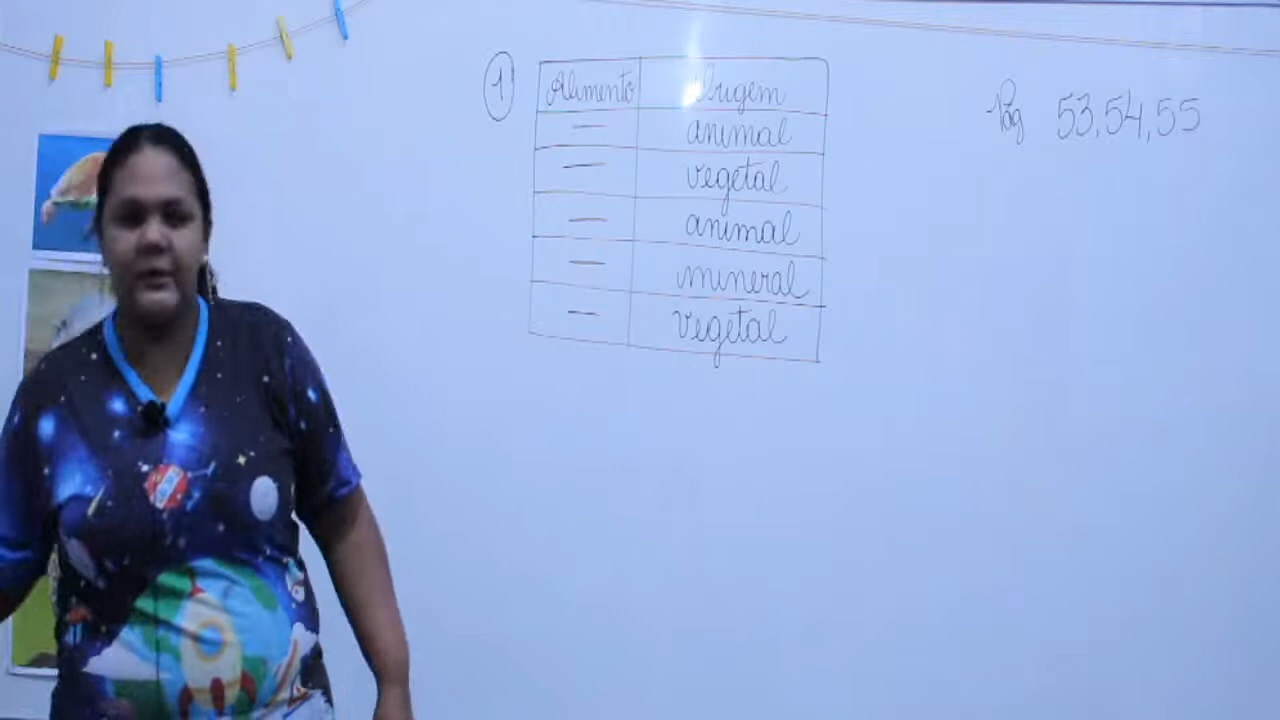 1
Alimento Origem
— animal
— vegetal
— animal
— mineral
— vegetal
Pág 53, 54, 55